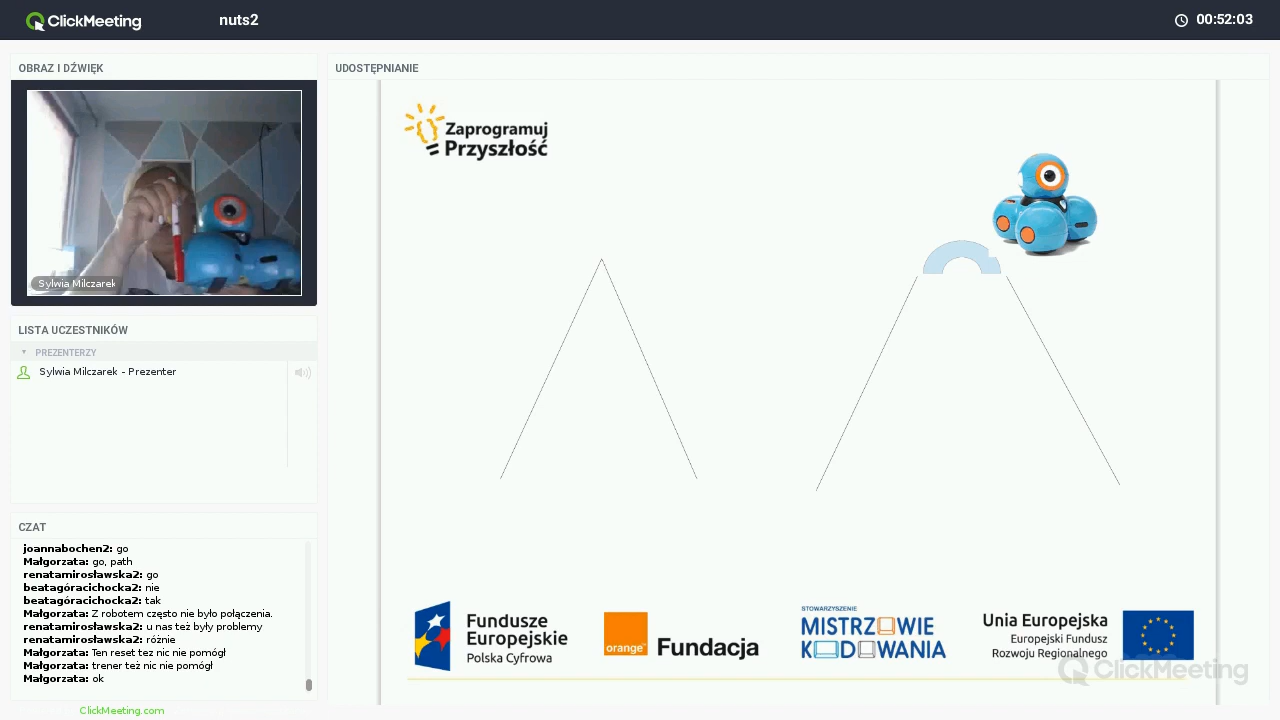 ClickMeeting
nuts2
00:52:03
OBRAZ I DŹWIĘK
Sylwia Milczarek
LISTA UCZESTNIKÓW
PREZENTERZY
Sylwia Milczarek - Prezenter
CZAT
joannabochen2: go
Małgorzata: go, path
renatamirosławska2: go
beatagóracichocka2: nie
beatagóracichocka2: tak
Małgorzata: Z robotem często nie było połączenia.
renatamirosławska2: u nas też były problemy
renatamirosławska2: różnie
Małgorzata: Ten reset tez nic nie pomógł
Małgorzata: trener też nic nie pomógł
Małgorzata: ok
ClickMeeting.com
UDOSTĘPNIANIE
Zaprogramuj
Przyszłość
Fundusze
Europejskie
Polska Cyfrowa
orange
Fundacja
STOWARZYSZENIE
MISTRZOWIE
KODOWANIA
Unia Europejska
Europejski Fundusz
Rozwoju Regionalnego
ClickMeeting